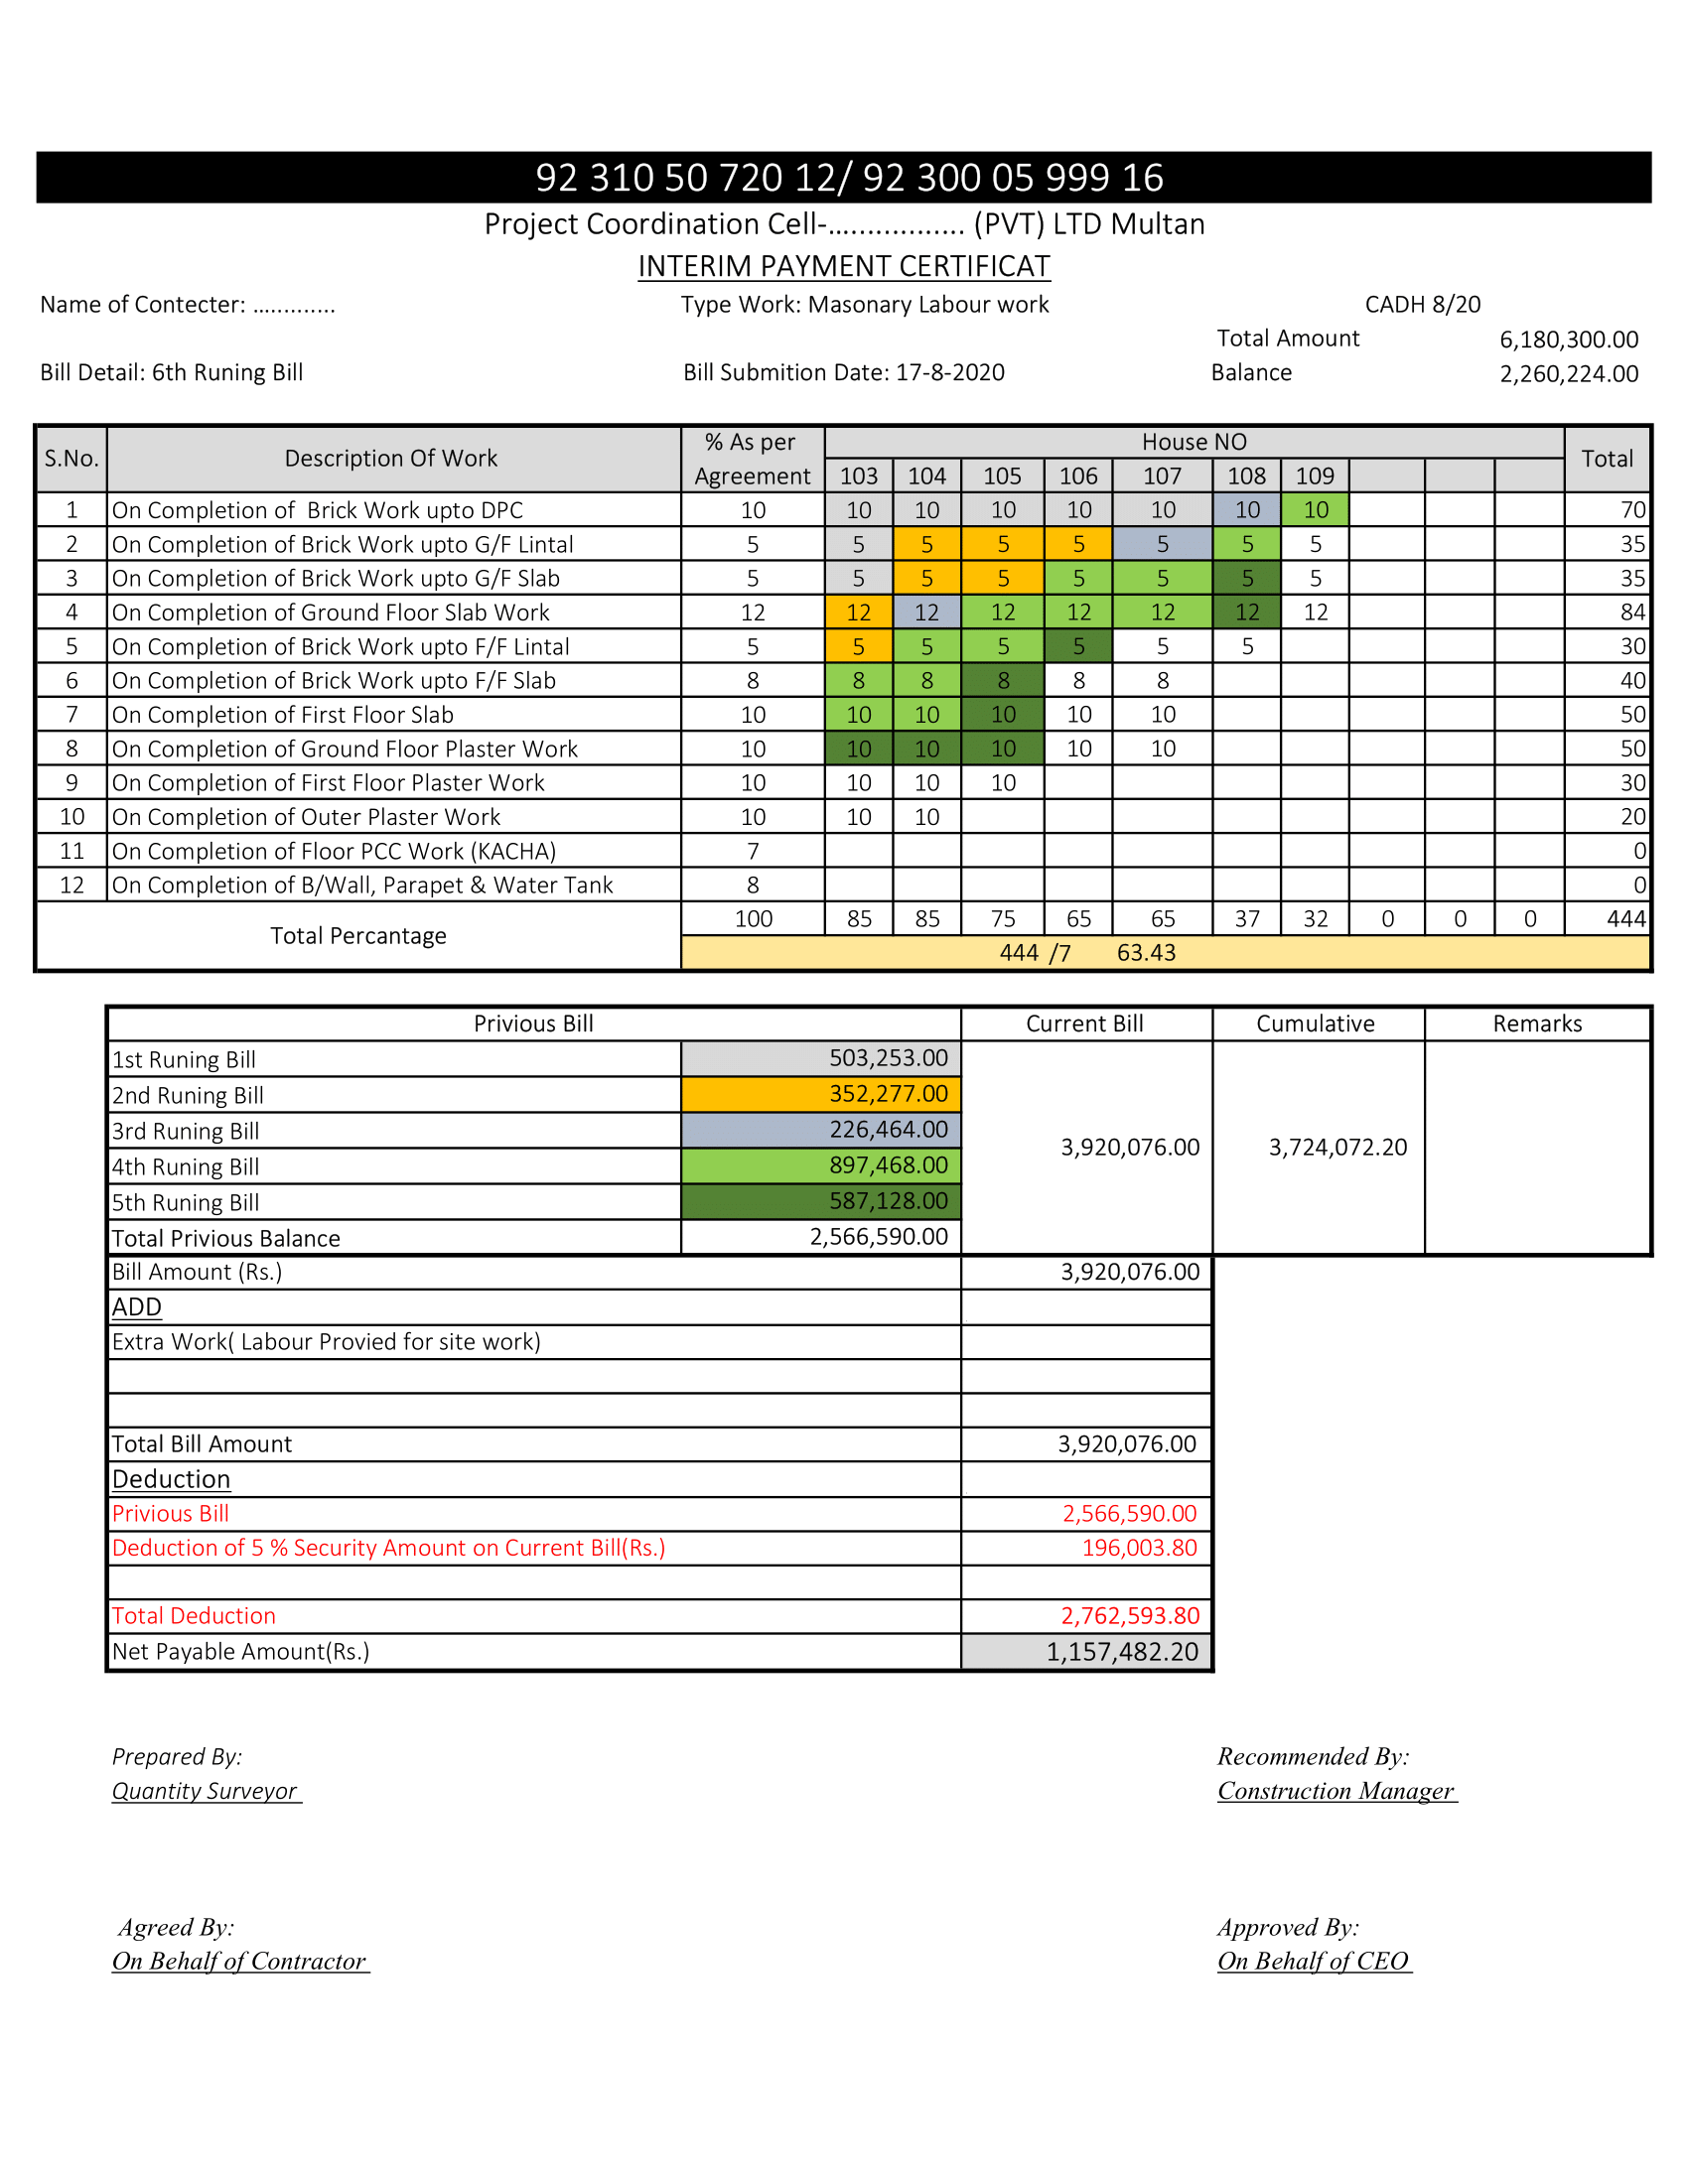 92 310 50 720 12/ 92 300 05 999 16
Project Coordination Cell-................. (PVT) LTD Multan
INTERIM PAYMENT CERTIFICAT
Name of Contecter: ............ Type Work: Masonary Labour work CADH 8/20
Total Amount 6,180,300.00
Bill Detail: 6th Runing Bill Bill Submition Date: 17-8-2020 Balance 2,260,224.00
S.No. Description Of Work % As per Agreement House NO Total
103 104 105 106 107 108 109
1 On Completion of Brick Work upto DPC 10 10 10 10 10 10 10 10 70
2 On Completion of Brick Work upto G/F Lintal 5 5 5 5 5 5 5 5 35
3 On Completion of Brick Work upto G/F Slab 5 5 5 5 5 5 5 5 35
4 On Completion of Ground Floor Slab Work 12 12 12 12 12 12 12 12 84
5 On Completion of Brick Work upto F/F Lintal 5 5 5 5 5 5 5 30
6 On Completion of Brick Work upto F/F Slab 8 8 8 8 8 8 40
7 On Completion of First Floor Slab 10 10 10 10 10 10 50
8 On Completion of Ground Floor Plaster Work 10 10 10 10 10 10 50
9 On Completion of First Floor Plaster Work 10 10 10 10 30
10 On Completion of Outer Plaster Work 10 10 10 20
11 On Completion of Floor PCC Work (KACHA) 7 0
12 On Completion of B/Wall, Parapet & Water Tank 8 0
Total Percantage 100 85 85 75 65 65 37 32 0 0 0 444
444 /7 63.43
Privious Bill Current Bill Cumulative Remarks
1st Runing Bill 503,253.00
2nd Runing Bill 352,277.00
3rd Runing Bill 226,464.00 3,920,076.00 3,724,072.20
4th Runing Bill 897,468.00
5th Runing Bill 587,128.00
Total Privious Balance 2,566,590.00
Bill Amount (Rs.) 3,920,076.00
ADD
Extra Work( Labour Provied for site work)
Total Bill Amount 3,920,076.00
Deduction
Privious Bill 2,566,590.00
Deduction of 5 % Security Amount on Current Bill(Rs.) 196,003.80
Total Deduction 2,762,593.80
Net Payable Amount(Rs.) 1,157,482.20
Prepared By: Recommended By:
Quantity Surveyor Construction Manager
Agreed By: Approved By:
On Behalf of Contractor On Behalf of CEO